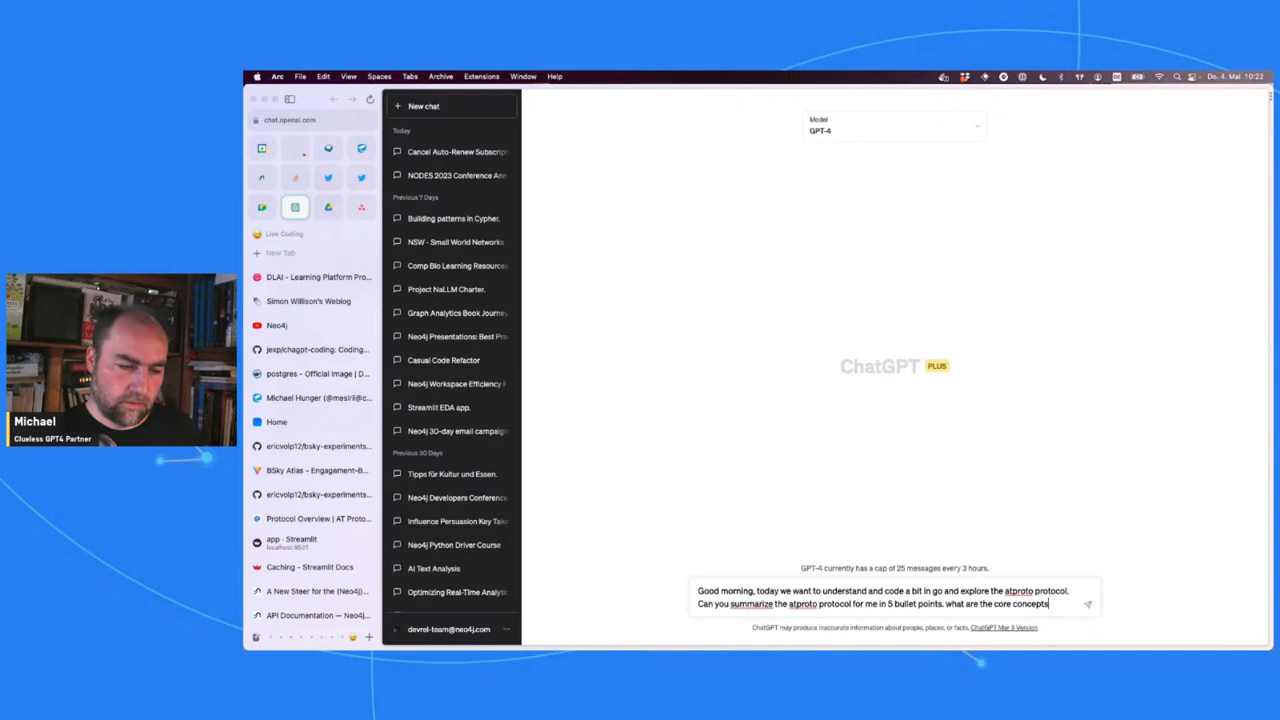 Arc File Edit View Spaces Tabs Archive Extensions Window Help
Do. 4. Mai 10:22
chat.openai.com
Live Coding
New Tab
DLAI - Learning Platform Pro...
Simon Willison's Weblog
Neo4j
jexp/chagpt-coding: Coding...
postgres – Official Image | D...
Michael Hunger (@mesirii@c...
Home
ericvolp12/bsky-experiments...
BSky Atlas – Engagement-B...
ericvolp12/bsky-experiments...
Protocol Overview | AT Proto...
app · Streamlit
localhost:8501
Caching - Streamlit Docs
A New Steer for the (Neo4j)...
API Documentation — Neo4j...
New chat
Today
Cancel Auto-Renew Subscrip
NODES 2023 Conference Ann
Previous 7 Days
Building patterns in Cypher.
NSW - Small World Networks
Comp Bio Learning Resources
Project NaLLM Charter.
Graph Analytics Book Journey
Neo4j Presentations: Best Pra
Casual Code Refactor
Neo4j Workspace Efficiency F
Streamlit EDA app.
Neo4j 30-day email campaign
Previous 30 Days
Tipps für Kultur und Essen.
Neo4j Developers Conference
Influence Persuasion Key Take
Neo4j Python Driver Course
AI Text Analysis
Optimizing Real-Time Analytic
devrel-team@neo4j.com
Model
GPT-4
ChatGPT PLUS
GPT-4 currently has a cap of 25 messages every 3 hours.
Good morning, today we want to understand and code a bit in go and explore the atproto protocol.
Can you summarize the atproto protocol for me in 5 bullet points. what are the core concepts
ChatGPT may produce inaccurate information about people, places, or facts. ChatGPT Mar 3 Version
Michael
Clueless GPT4 Partner